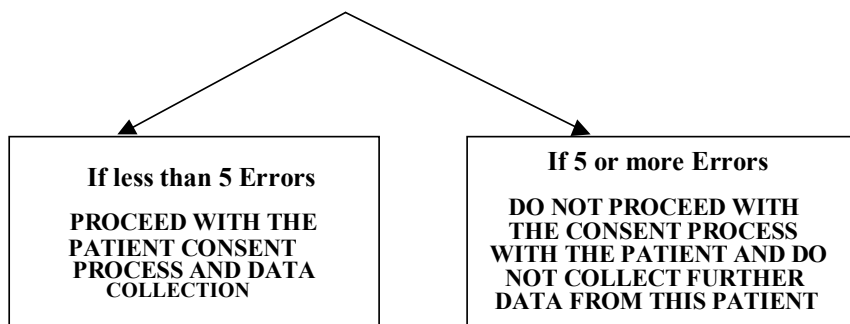 If less than 5 Errors
PROCEED WITH THE
PATIENT CONSENT
PROCESS AND DATA
COLLECTION
If 5 or more Errors
DO NOT PROCEED WITH
THE CONSENT PROCESS
WITH THE PATIENT AND DO
NOT COLLECT FURTHER
DATA FROM THIS PATIENT